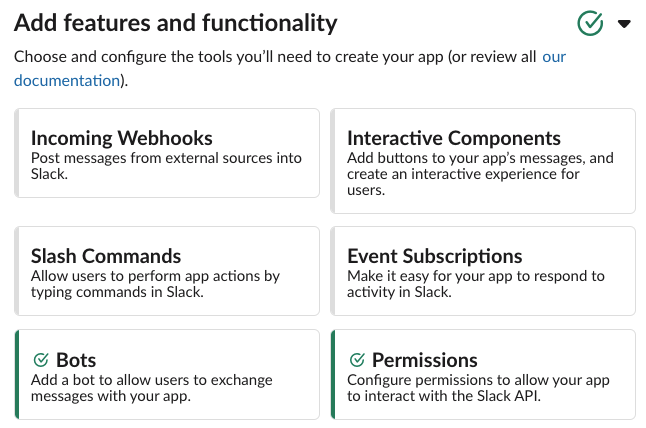 Add features and functionality
Choose and configure the tools you’ll need to create your app (or review all our
documentation).
Incoming Webhooks
Post messages from external sources into
Slack.
Interactive Components
Add buttons to your app’s messages, and
create an interactive experience for
users.
Slash Commands
Allow users to perform app actions by
typing commands in Slack.
Event Subscriptions
Make it easy for your app to respond to
activity in Slack.
Bots
Add a bot to allow users to exchange
messages with your app.
Permissions
Configure permissions to allow your app
to interact with the Slack API.